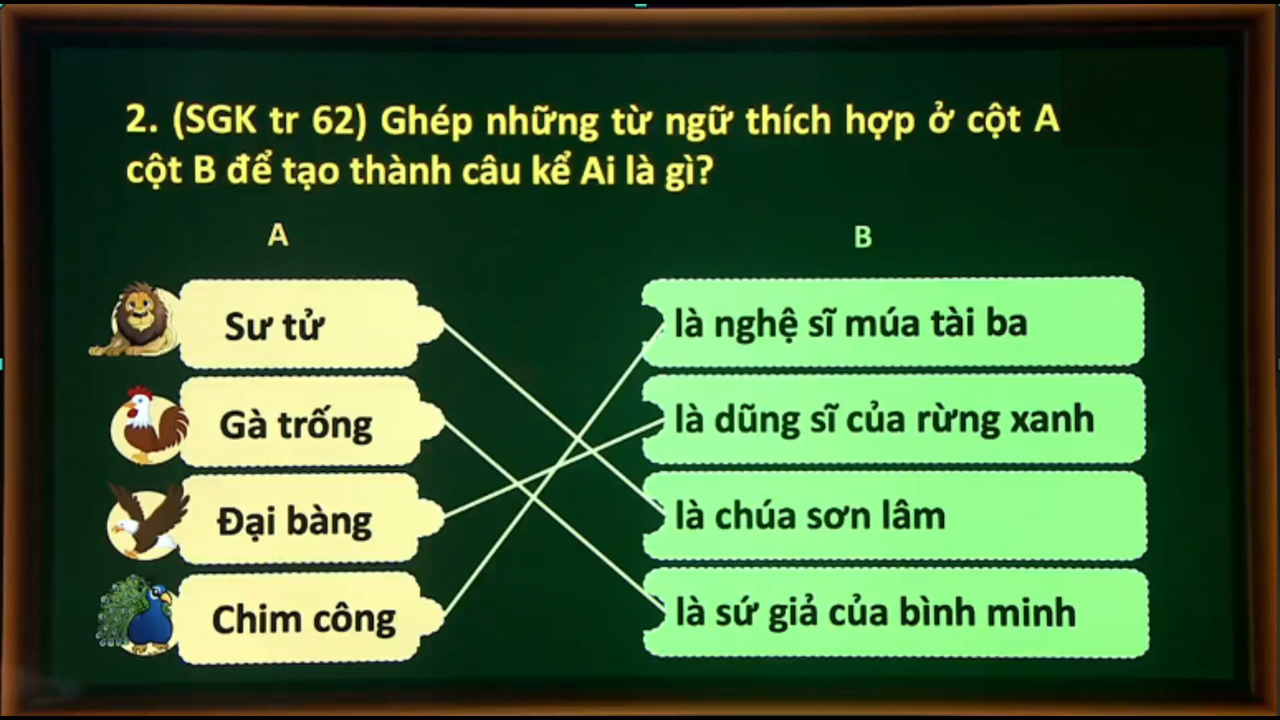 2. (SGK tr 62) Ghép những từ ngữ thích hợp ở cột A
cột B để tạo thành câu kể Ai là gì?
A
B
Sư tử
là nghệ sĩ múa tài ba
Gà trống
là dũng sĩ của rừng xanh
Đại bàng
là chúa sơn lâm
Chim công
là sứ giả của bình minh